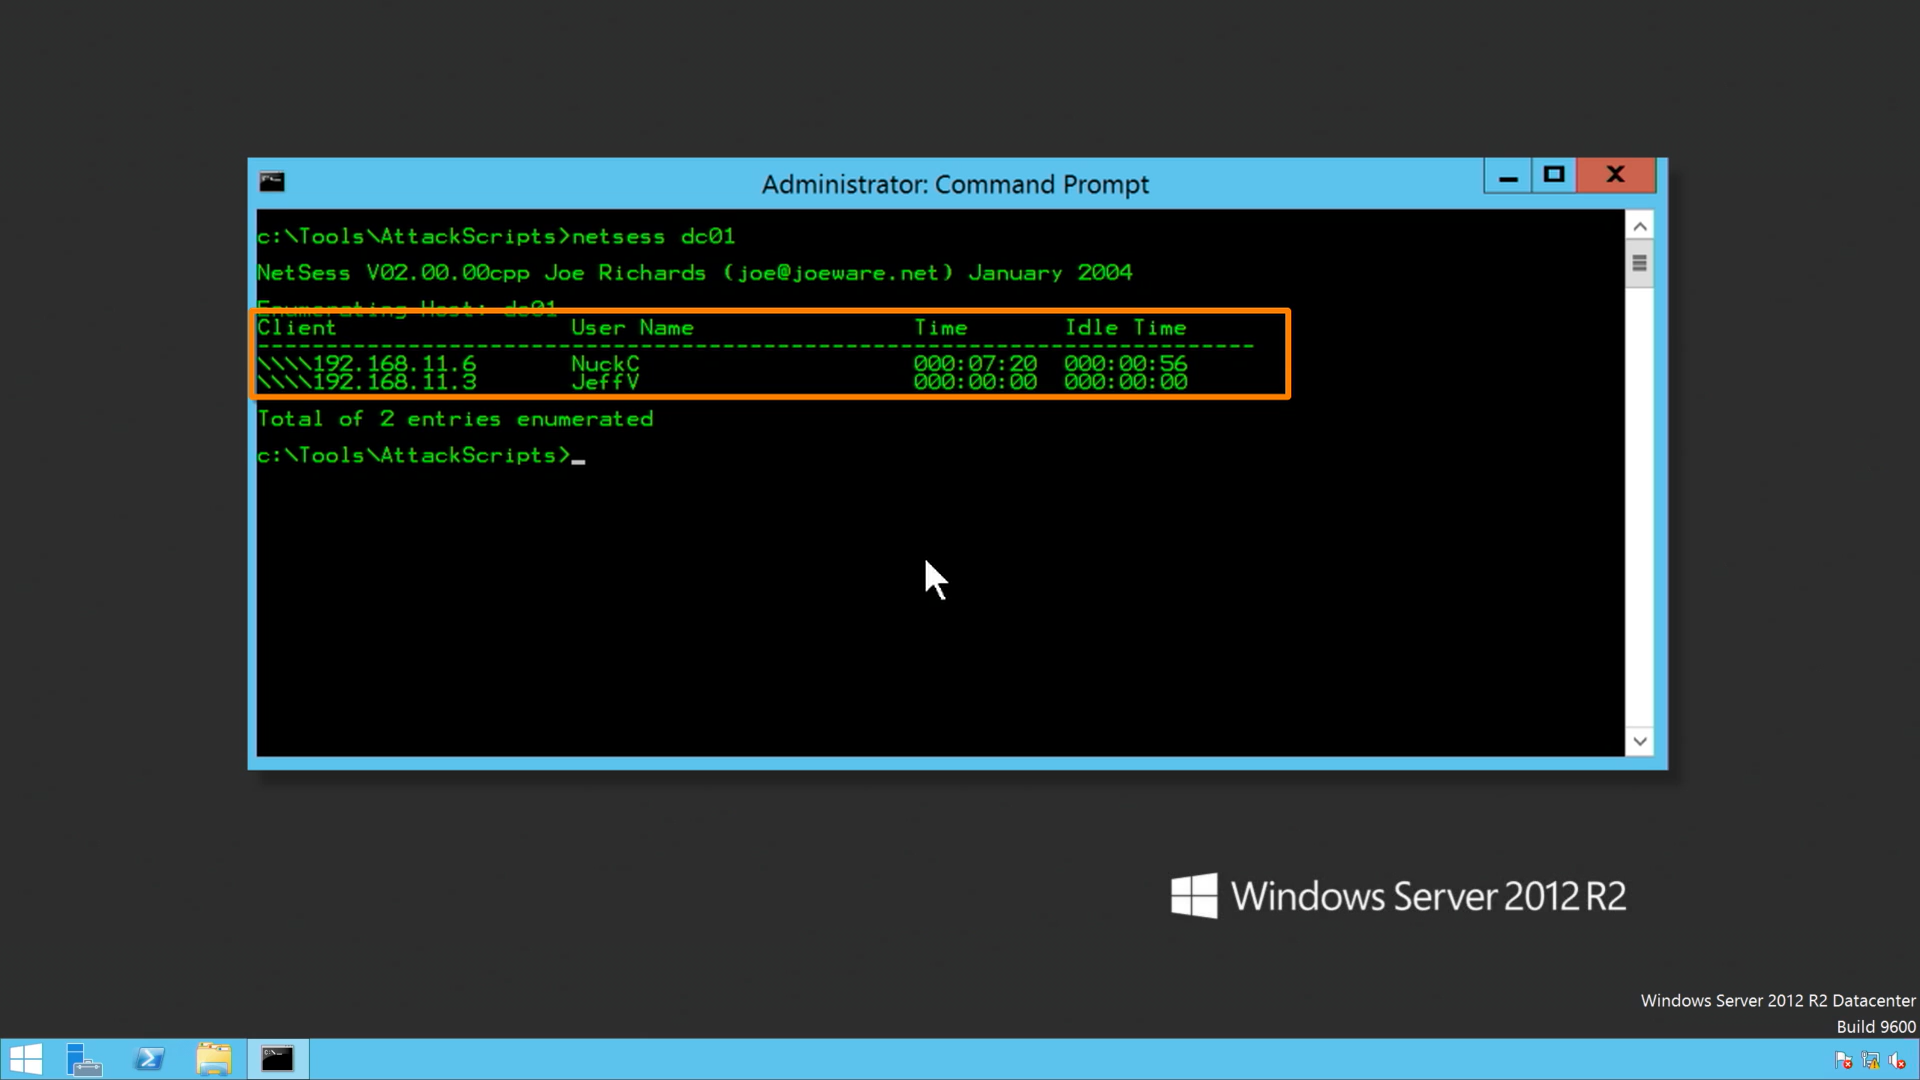 Administrator: Command Prompt
c:\Tools\AttackScripts>netsess dc01
NetSess V02.00.00cpp Joe Richards (joe@joeware.net) January 2004
Enumerating Host: dc01
Client User Name Time Idle Time
-------------------------------------------------------------------------
\\\\192.168.11.6 NuckC 000:07:20 000:00:56
\\\\192.168.11.3 JeffV 000:00:00 000:00:00
Total of 2 entries enumerated
c:\Tools\AttackScripts>_
Windows Server 2012 R2
Windows Server 2012 R2 Datacenter
Build 9600